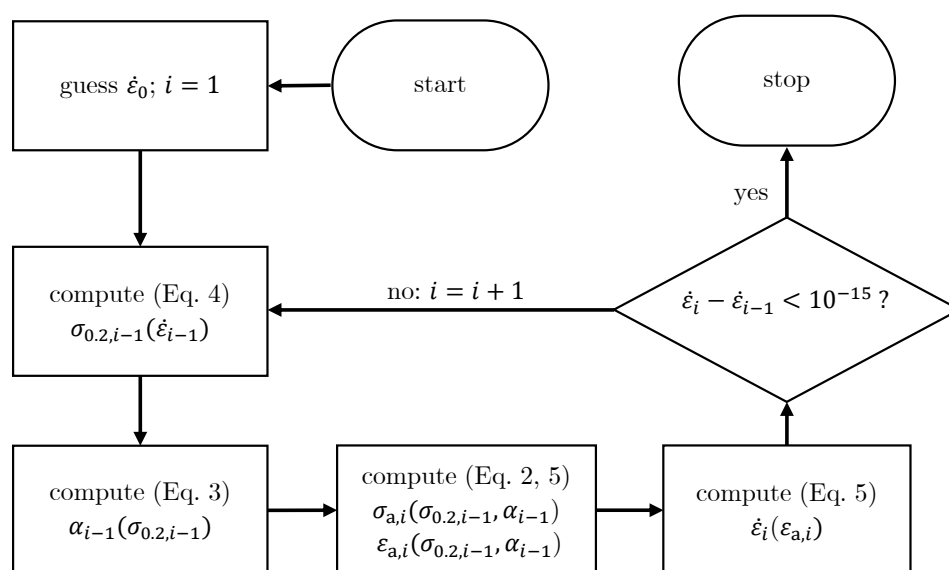 start
guess ε̇₀; i = 1
compute (Eq. 4)
σ₀.₂,ᵢ₋₁(ε̇ᵢ₋₁)
compute (Eq. 3)
αᵢ₋₁(σ₀.₂,ᵢ₋₁)
compute (Eq. 2, 5)
σₐ,ᵢ(σ₀.₂,ᵢ₋₁, αᵢ₋₁)
εₐ,ᵢ(σ₀.₂,ᵢ₋₁, αᵢ₋₁)
compute (Eq. 5)
ε̇ᵢ(εₐ,ᵢ)
ε̇ᵢ − ε̇ᵢ₋₁ < 10⁻¹⁵ ?
no: i = i + 1
yes
stop